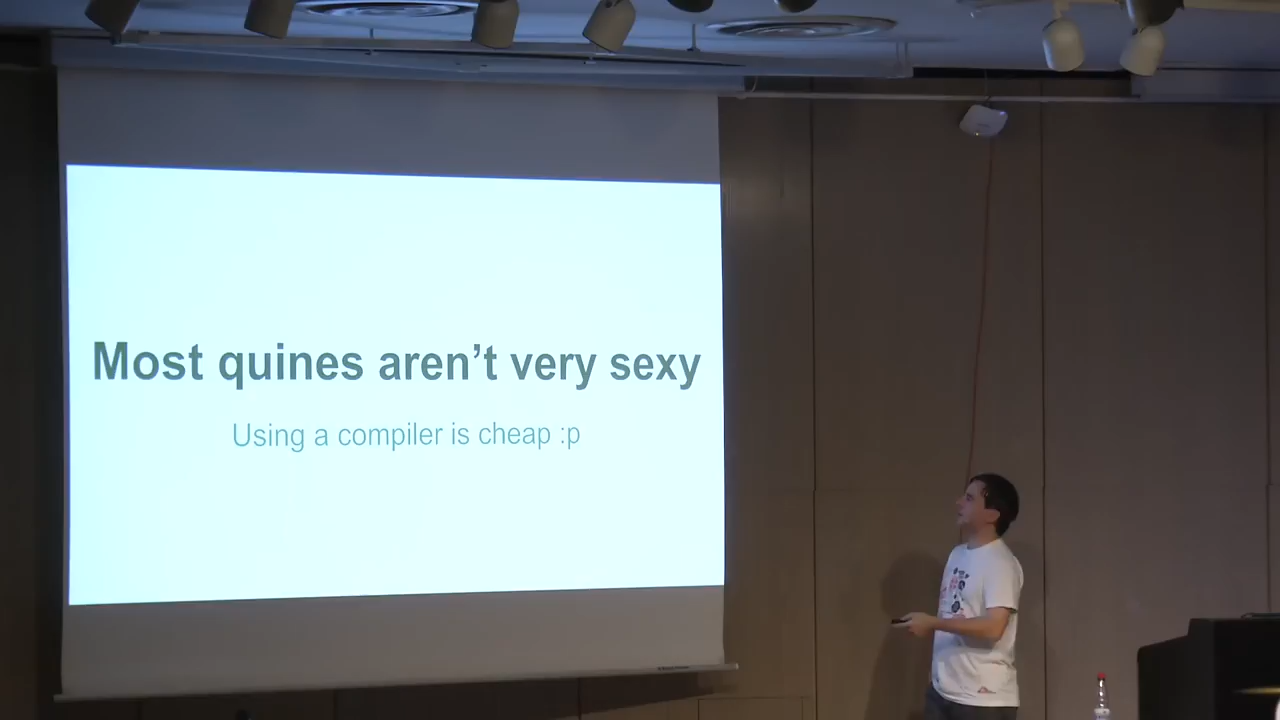 Most quines aren’t very sexy
Using a compiler is cheap :p